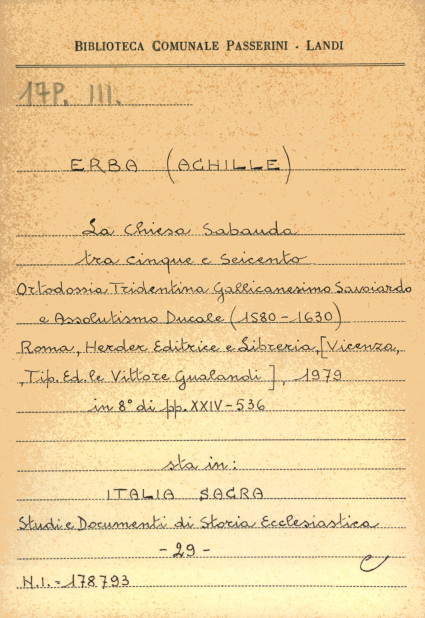 BIBLIOTECA COMUNALE PASSERINI - LANDI
17P. III.
ERBA (ACHILLE)
La Chiesa Sabauda
tra cinque e Seicento
Ortodossia Tridentina Gallicanesimo Savoiardo
e Assolutismo Ducale (1580-1630)
Roma, Herder Editrice e Libreria, [Vicenza,
Tip. Ed.le Vittore Gualandi], 1979
in 8° di pp. XXIV-536
sta in:
ITALIA SACRA
Studi e Documenti di Storia Ecclesiastica
- 29 -
N.I. = 178793